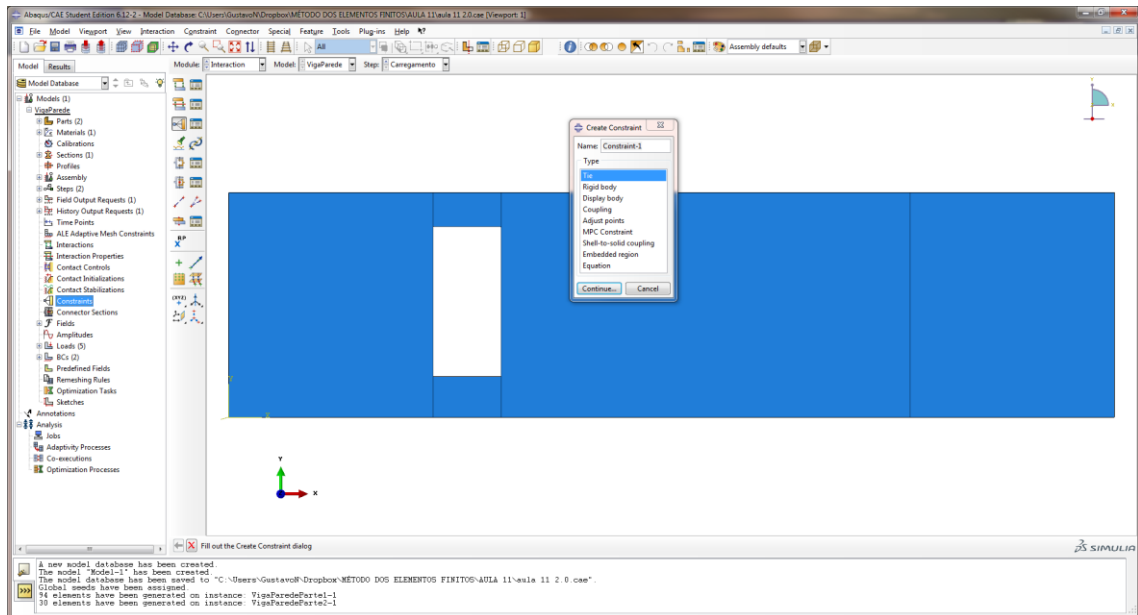 Abaqus/CAE Student Edition 6.12-2 - Model Database: C:\Users\GustavoN\Dropbox\MÉTODO DOS ELEMENTOS FINITOS\AULA 11\aula 11 2.0.cae [Viewport: 1]
File Model Viewport View Interaction Constraint Connector Special Feature Tools Plug-ins Help
All
Assembly defaults
Model Results
Module: Interaction Model: VigaParede Step: Carregamento
Model Database
Models (1)
VigaParede
Parts (2)
Materials (1)
Calibrations
Sections (1)
Profiles
Assembly
Steps (2)
Field Output Requests (1)
History Output Requests (1)
Time Points
ALE Adaptive Mesh Constraints
Interactions
Interaction Properties
Contact Controls
Contact Initializations
Contact Stabilizations
Constraints
Connector Sections
Fields
Amplitudes
Loads (5)
BCs (2)
Predefined Fields
Remeshing Rules
Optimization Tasks
Sketches
Annotations
Analysis
Jobs
Adaptivity Processes
Co-executions
Optimization Processes
RP
(XYZ)
Create Constraint
Name: Constraint-1
Type
Tie
Rigid body
Display body
Coupling
Adjust points
MPC Constraint
Shell-to-solid coupling
Embedded region
Equation
Continue... Cancel
Y
X
Y
X
Fill out the Create Constraint dialog
SIMULIA
A new model database has been created.
The model "Model-1" has been created.
The model database has been saved to "C:\Users\GustavoN\Dropbox\MÉTODO DOS ELEMENTOS FINITOS\AULA 11\aula 11 2.0.cae".
Global seeds have been assigned.
94 elements have been generated on instance: VigaParedeParte1-1
30 elements have been generated on instance: VigaParedeParte2-1
>>>